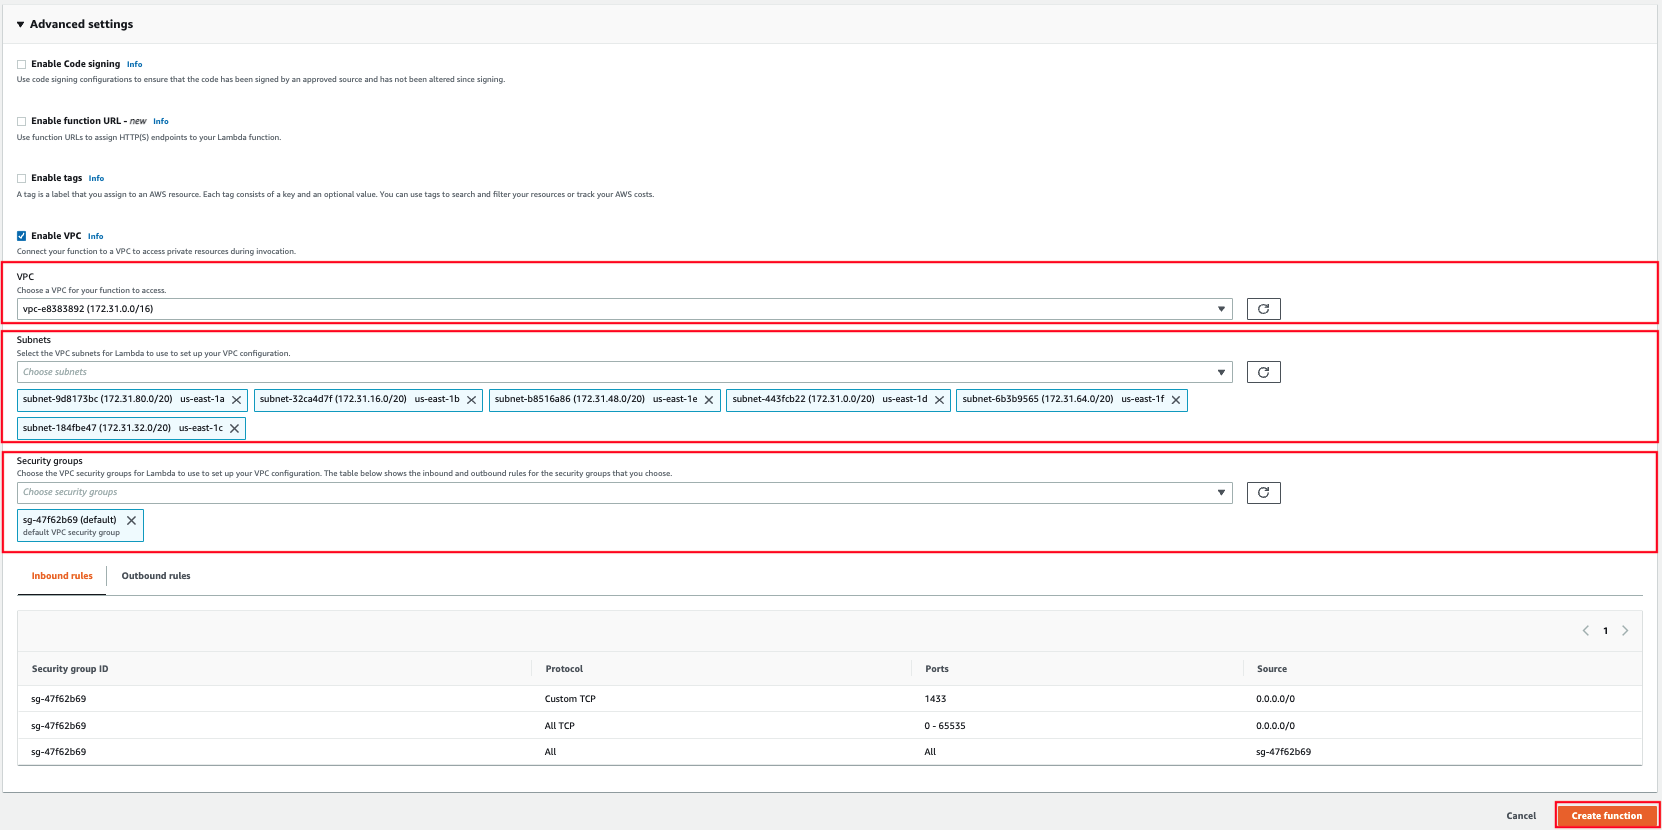 Advanced settings
Enable Code signing Info
Use code signing configurations to ensure that the code has been signed by an approved source and has not been altered since signing.
Enable function URL - new Info
Use function URLs to assign HTTP(S) endpoints to your Lambda function.
Enable tags Info
A tag is a label that you assign to an AWS resource. Each tag consists of a key and an optional value. You can use tags to search and filter your resources or track your AWS costs.
Enable VPC Info
Connect your function to a VPC to access private resources during invocation.
VPC
Choose a VPC for your function to access.
vpc-e8383892 (172.31.0.0/16)
Subnets
Select the VPC subnets for Lambda to use to set up your VPC configuration.
Choose subnets
subnet-9d8173bc (172.31.80.0/20) us-east-1a subnet-32ca4d7f (172.31.16.0/20) us-east-1b subnet-b8516a86 (172.31.48.0/20) us-east-1e subnet-443fcb22 (172.31.0.0/20) us-east-1d subnet-6b3b9565 (172.31.64.0/20) us-east-1f
subnet-184fbe47 (172.31.32.0/20) us-east-1c
Security groups
Choose the VPC security groups for Lambda to use to set up your VPC configuration. The table below shows the inbound and outbound rules for the security groups that you choose.
Choose security groups
sg-47f62b69 (default)
default VPC security group
Inbound rules Outbound rules
1
Security group ID Protocol Ports Source
sg-47f62b69 Custom TCP 1433 0.0.0.0/0
sg-47f62b69 All TCP 0 - 65535 0.0.0.0/0
sg-47f62b69 All All sg-47f62b69
Cancel Create function